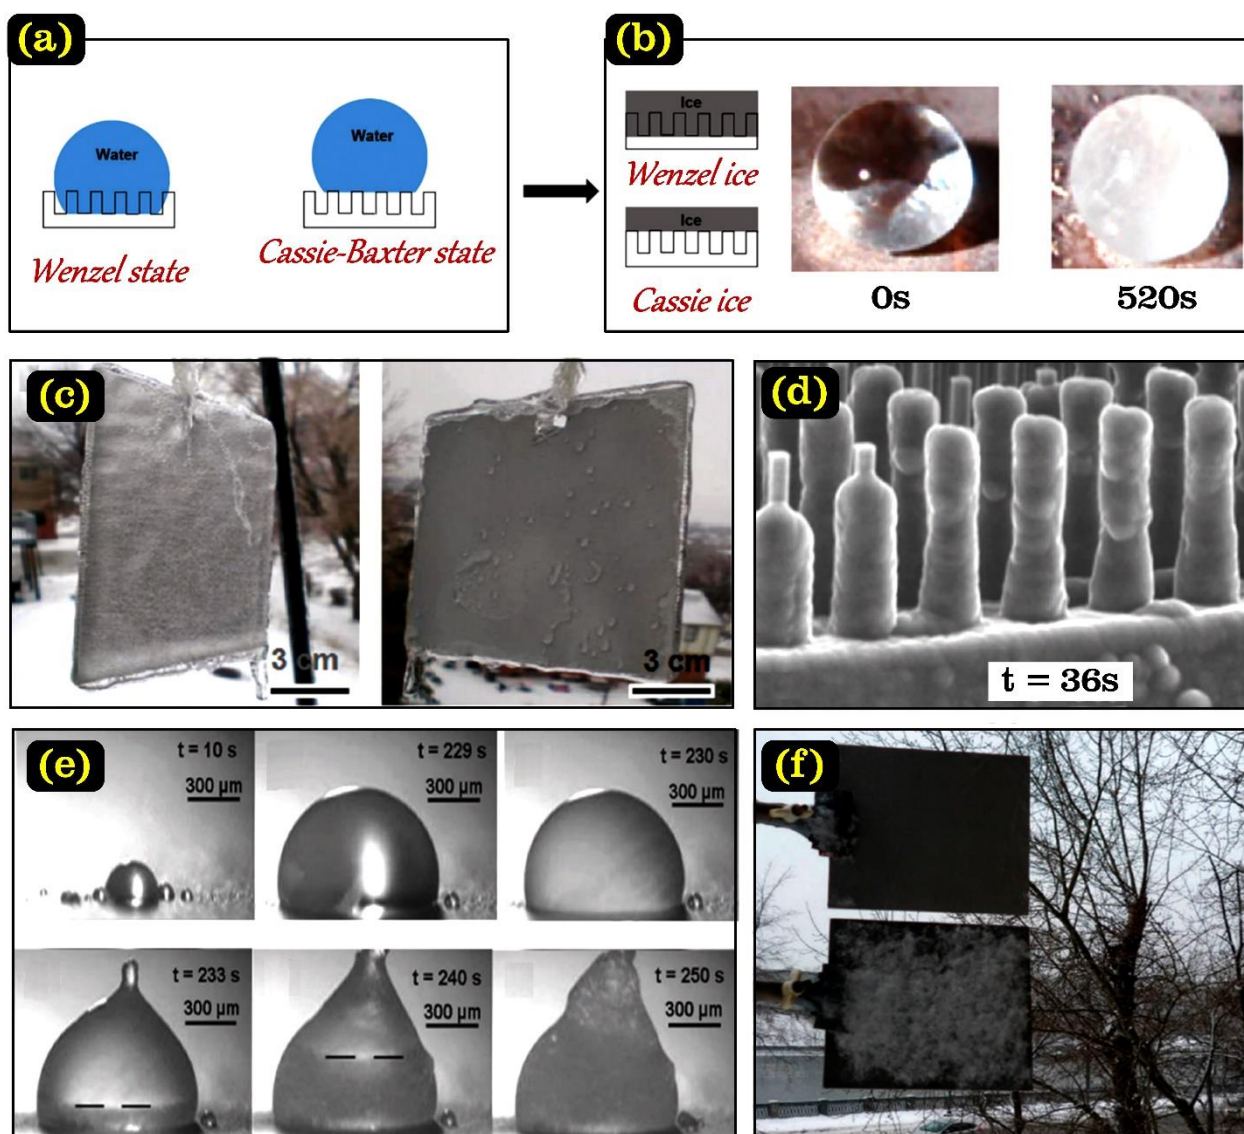 (a)
Water
Wenzel state
Water
Cassie-Baxter state
(b)
Ice
Wenzel ice
Ice
Cassie ice
0s
520s
(c)
3 cm
3 cm
(d)
t = 36s
(e)
t = 10 s
300 µm
t = 229 s
300 µm
t = 230 s
300 µm
t = 233 s
300 µm
t = 240 s
300 µm
t = 250 s
300 µm
(f)